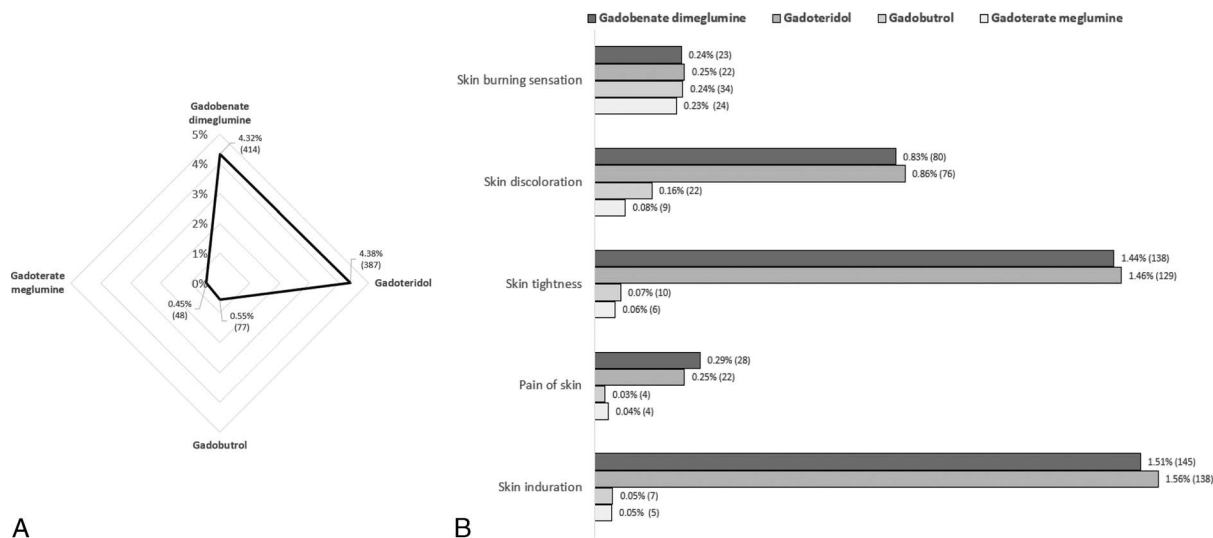 Gadobenate
dimeglumine
5%
4%
3%
2%
1%
0%
4.32%
(414)
4.38%
(387)
Gadoteridol
Gadoterate
meglumine
0.45%
(48)
0.55%
(77)
Gadobutrol
A
Gadobenate dimeglumine Gadoteridol Gadobutrol Gadoterate meglumine
Skin burning sensation
0.24% (23)
0.25% (22)
0.24% (34)
0.23% (24)
Skin discoloration
0.83% (80)
0.86% (76)
0.16% (22)
0.08% (9)
Skin tightness
1.44% (138)
1.46% (129)
0.07% (10)
0.06% (6)
Pain of skin
0.29% (28)
0.25% (22)
0.03% (4)
0.04% (4)
Skin induration
1.51% (145)
1.56% (138)
0.05% (7)
0.05% (5)
B